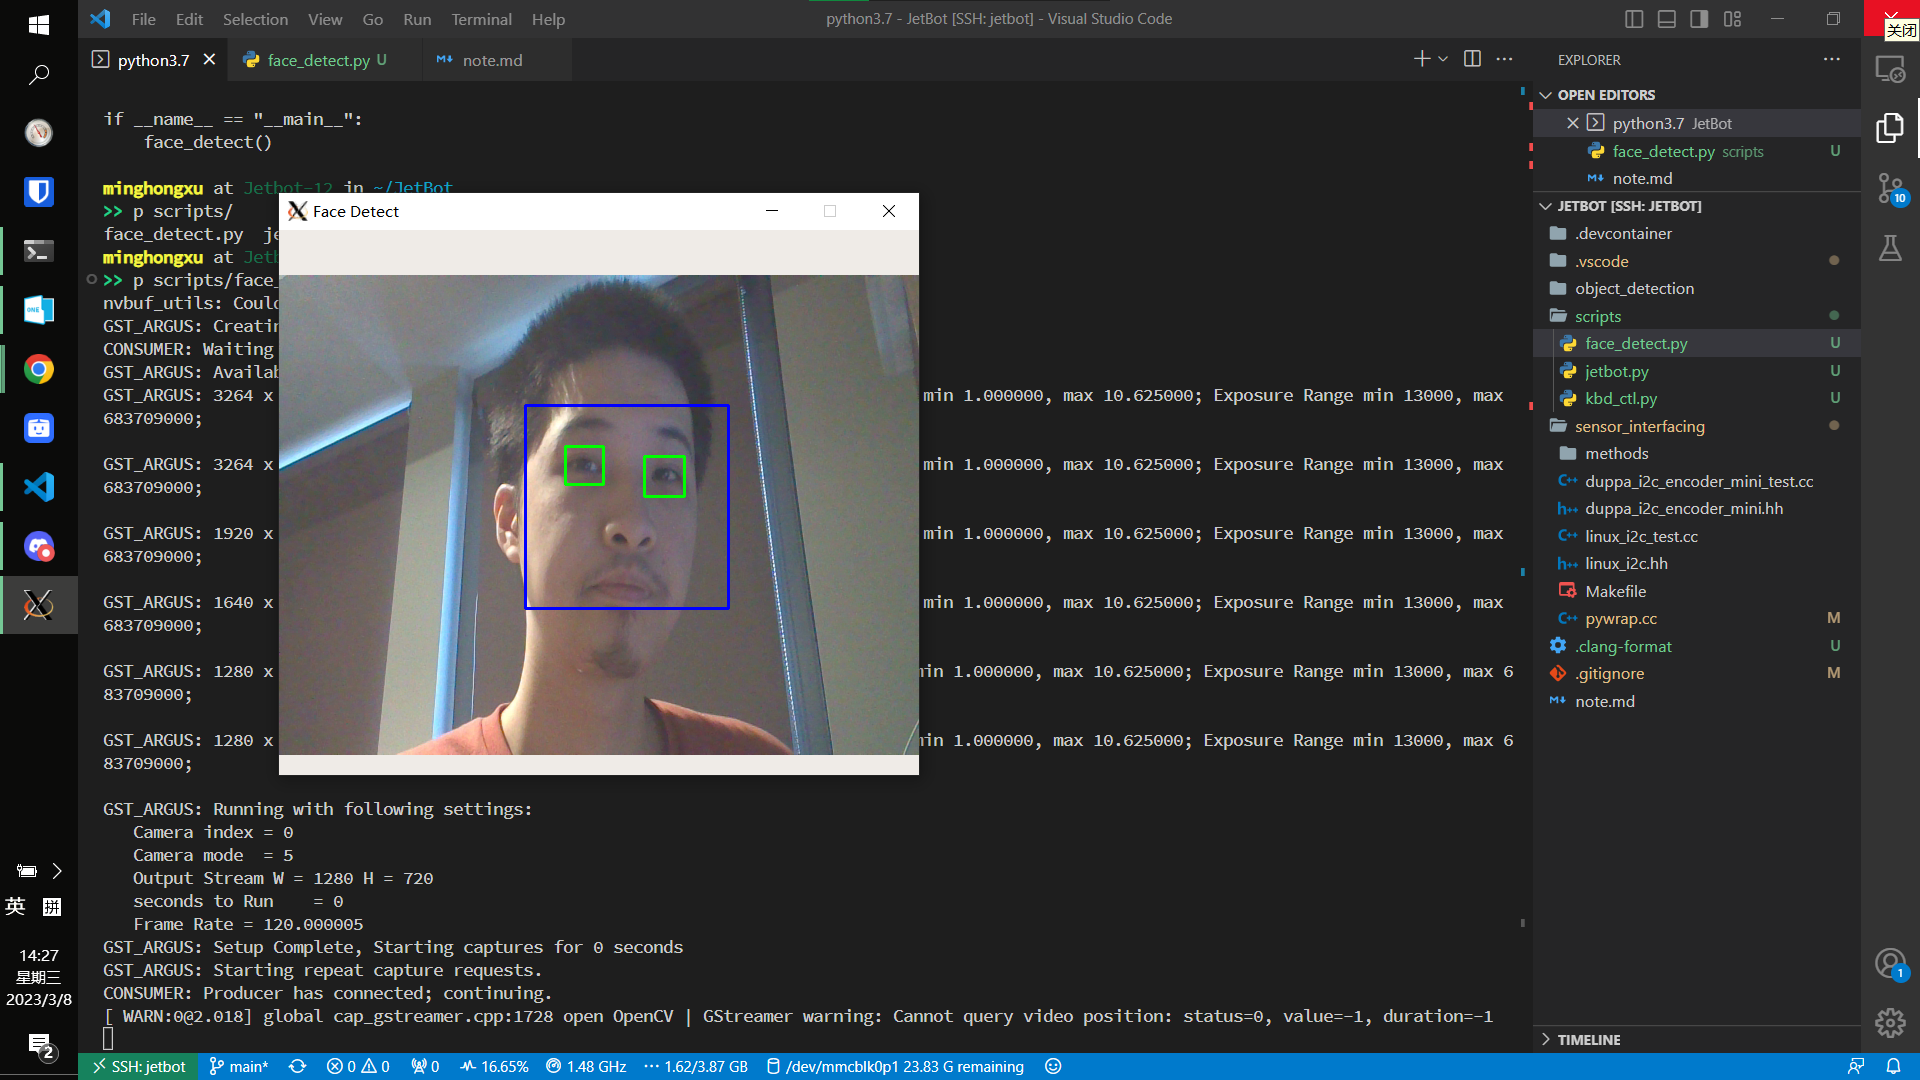 File Edit Selection View Go Run Terminal Help
python3.7 - JetBot [SSH: jetbot] - Visual Studio Code
关闭
python3.7
face_detect.py U
note.md
if __name__ == "__main__":
face_detect()
minghongxu at Jetbot-12 in ~/JetBot
>> p scripts/
face_detect.py je
minghongxu at Jetb
>> p scripts/face_
nvbuf_utils: Coul
GST_ARGUS: Creatin
CONSUMER: Waiting
GST_ARGUS: Availab
GST_ARGUS: 3264 x min 1.000000, max 10.625000; Exposure Range min 13000, max
683709000;
GST_ARGUS: 3264 x min 1.000000, max 10.625000; Exposure Range min 13000, max
683709000;
GST_ARGUS: 1920 x min 1.000000, max 10.625000; Exposure Range min 13000, max
683709000;
GST_ARGUS: 1640 x min 1.000000, max 10.625000; Exposure Range min 13000, max
683709000;
GST_ARGUS: 1280 x in 1.000000, max 10.625000; Exposure Range min 13000, max 6
83709000;
GST_ARGUS: 1280 x in 1.000000, max 10.625000; Exposure Range min 13000, max 6
83709000;
GST_ARGUS: Running with following settings:
Camera index = 0
Camera mode = 5
Output Stream W = 1280 H = 720
seconds to Run = 0
Frame Rate = 120.000005
GST_ARGUS: Setup Complete, Starting captures for 0 seconds
GST_ARGUS: Starting repeat capture requests.
CONSUMER: Producer has connected; continuing.
[ WARN:0@2.018] global cap_gstreamer.cpp:1728 open OpenCV | GStreamer warning: Cannot query video position: status=0, value=-1, duration=-1
Face Detect
EXPLORER
OPEN EDITORS
python3.7 JetBot
face_detect.py scripts U
note.md
JETBOT [SSH: JETBOT]
.devcontainer
.vscode
object_detection
scripts
face_detect.py U
jetbot.py U
kbd_ctl.py U
sensor_interfacing
methods
duppa_i2c_encoder_mini_test.cc
duppa_i2c_encoder_mini.hh
linux_i2c_test.cc
linux_i2c.hh
Makefile
pywrap.cc M
.clang-format U
.gitignore M
note.md
TIMELINE
10
1
英 拼
14:27
星期三
2023/3/8
2
SSH: jetbot main* 0 0 0 16.65% 1.48 GHz 1.62/3.87 GB /dev/mmcblk0p1 23.83 G remaining